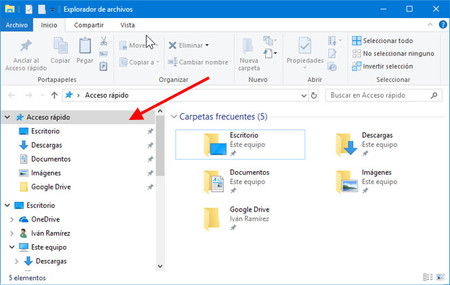 Explorador de archivos
Archivo Inicio Compartir Vista
Anclar al Acceso rápido
Copiar
Pegar
Portapapeles
Mover a
Copiar a
Eliminar
Cambiar nombre
Organizar
Nueva carpeta
Nuevo
Propiedades
Abrir
Seleccionar todo
No seleccionar ninguno
Invertir selección
Seleccionar
Acceso rápido
Buscar en Acceso rápido
Acceso rápido
Escritorio
Descargas
Documentos
Imágenes
Google Drive
Escritorio
OneDrive
Iván Ramírez
Este equipo
Descargas
Carpetas frecuentes (5)
Escritorio
Este equipo
Descargas
Este equipo
Documentos
Este equipo
Imágenes
Este equipo
Google Drive
Iván Ramírez
5 elementos